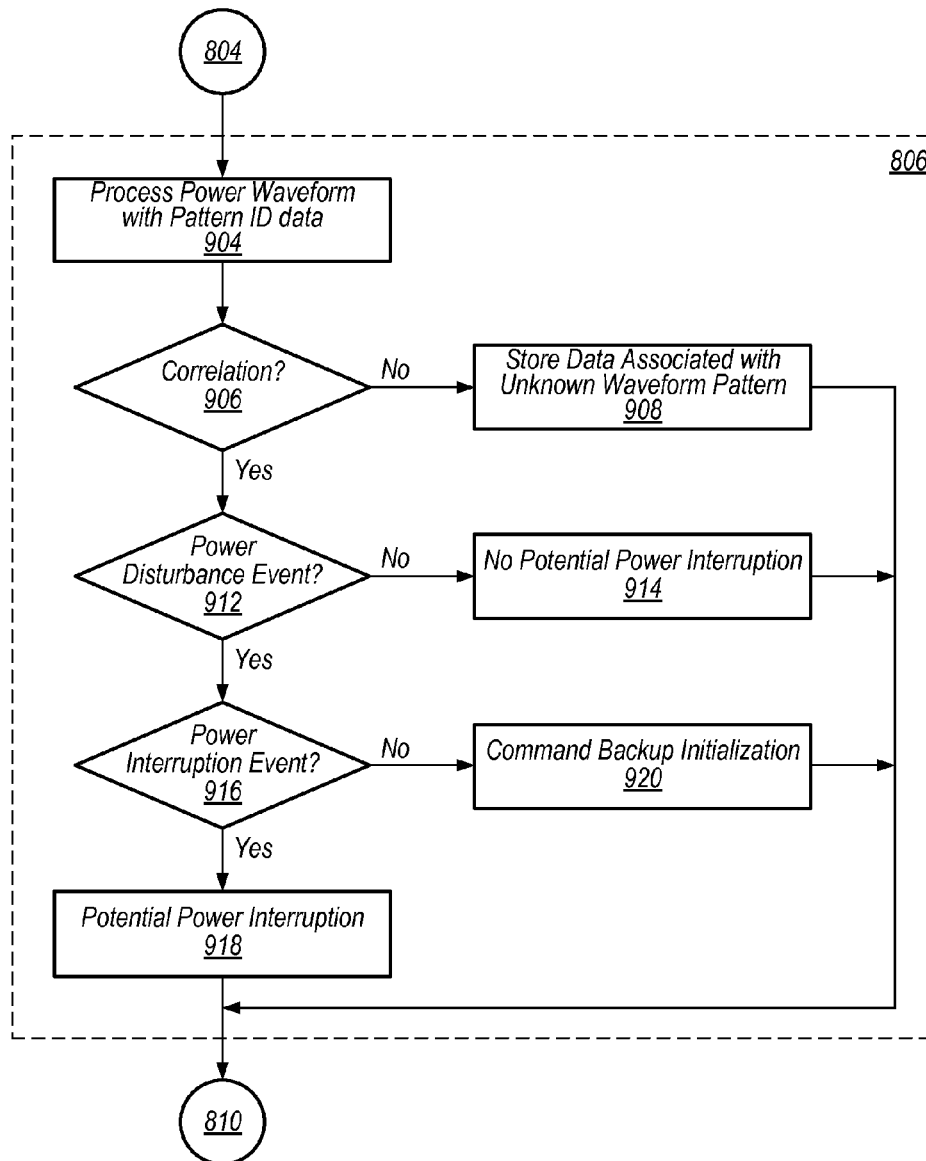 804
806
Process Power Waveform
with Pattern ID data
904
Correlation?
906
No
Store Data Associated with
Unknown Waveform Pattern
908
Yes
Power
Disturbance Event?
912
No
No Potential Power Interruption
914
Yes
Power
Interruption Event?
916
No
Command Backup Initialization
920
Yes
Potential Power Interruption
918
810